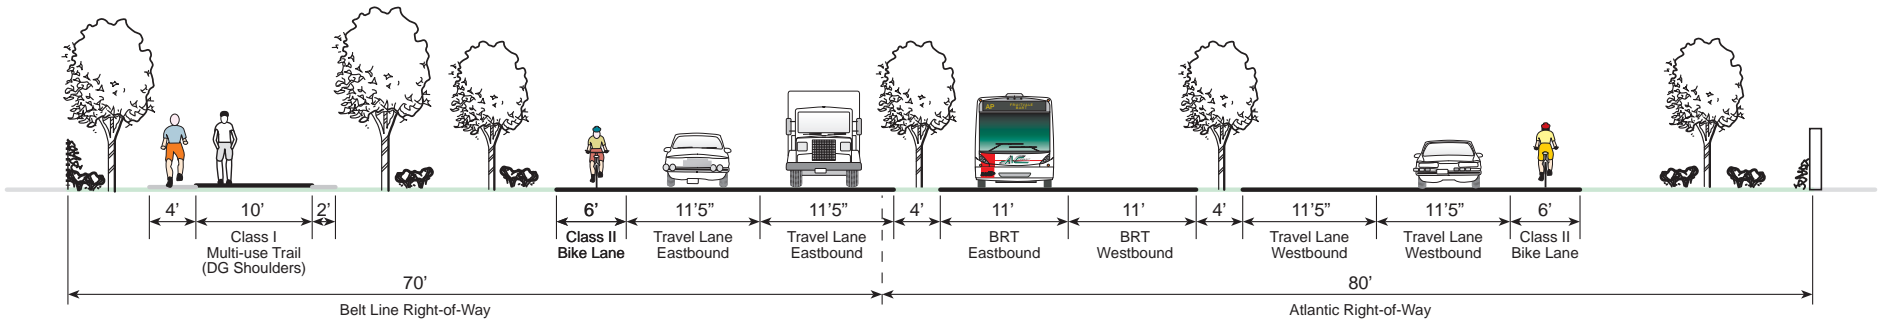 AP
4’
10’
2’
6’
11’5”
11’5”
4’
11’
11’
4’
11’5”
11’5”
6’
Class I
Multi-use Trail
(DG Shoulders)
Class II
Bike Lane
Travel Lane
Eastbound
Travel Lane
Eastbound
BRT
Eastbound
BRT
Westbound
Travel Lane
Westbound
Travel Lane
Westbound
Class II
Bike Lane
70’
80’
Belt Line Right-of-Way
Atlantic Right-of-Way